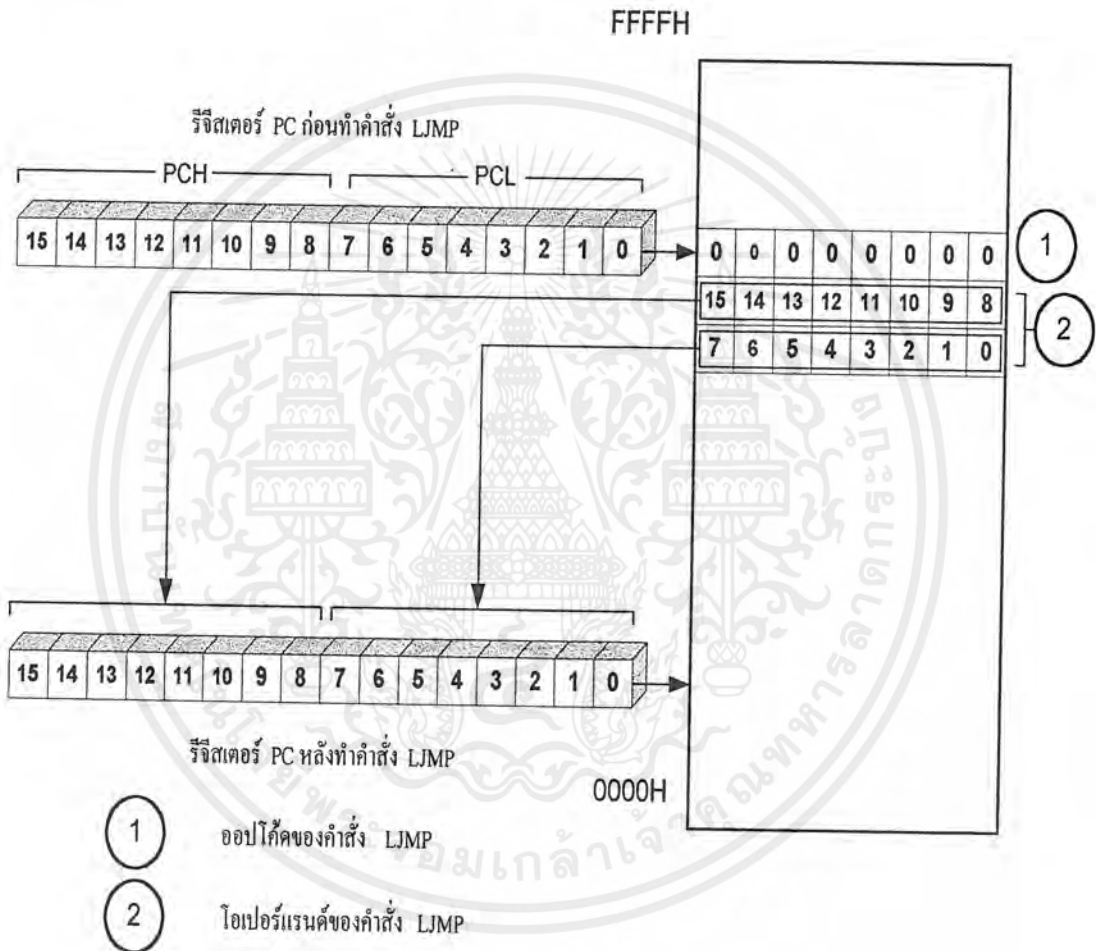 FFFFH
รีจิสเตอร์ PC ก่อนทำคำสั่ง LJMP
PCH PCL
15 14 13 12 11 10 9 8 7 6 5 4 3 2 1 0
0 0 0 0 0 0 0 0
1
15 14 13 12 11 10 9 8
7 6 5 4 3 2 1 0
2
15 14 13 12 11 10 9 8 7 6 5 4 3 2 1 0
รีจิสเตอร์ PC หลังทำคำสั่ง LJMP
0000H
1 ออปโค้ดของคำสั่ง LJMP
2 โอเปอร์แรนด์ของคำสั่ง LJMP